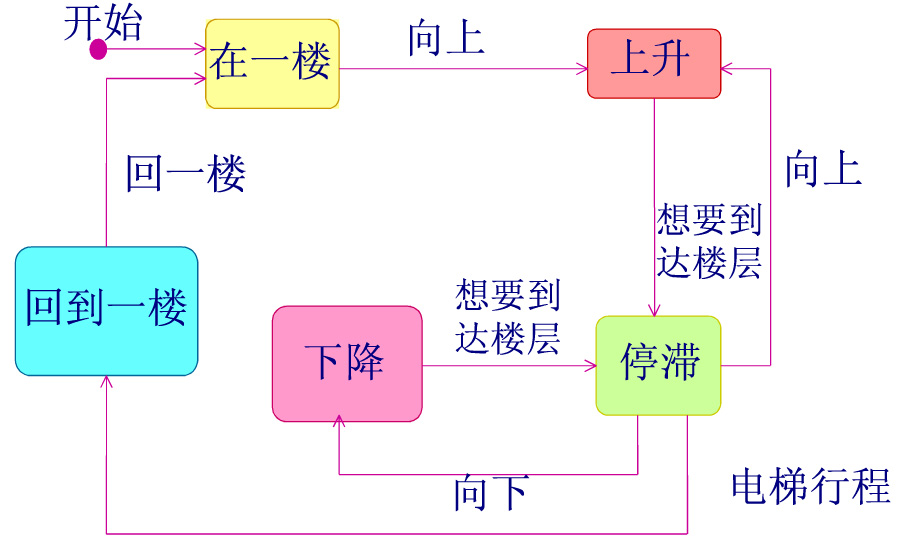 开始
在一楼
向上
上升
回一楼
向上
想要到
达楼层
回到一楼
想要到
达楼层
下降
停滞
向下
电梯行程